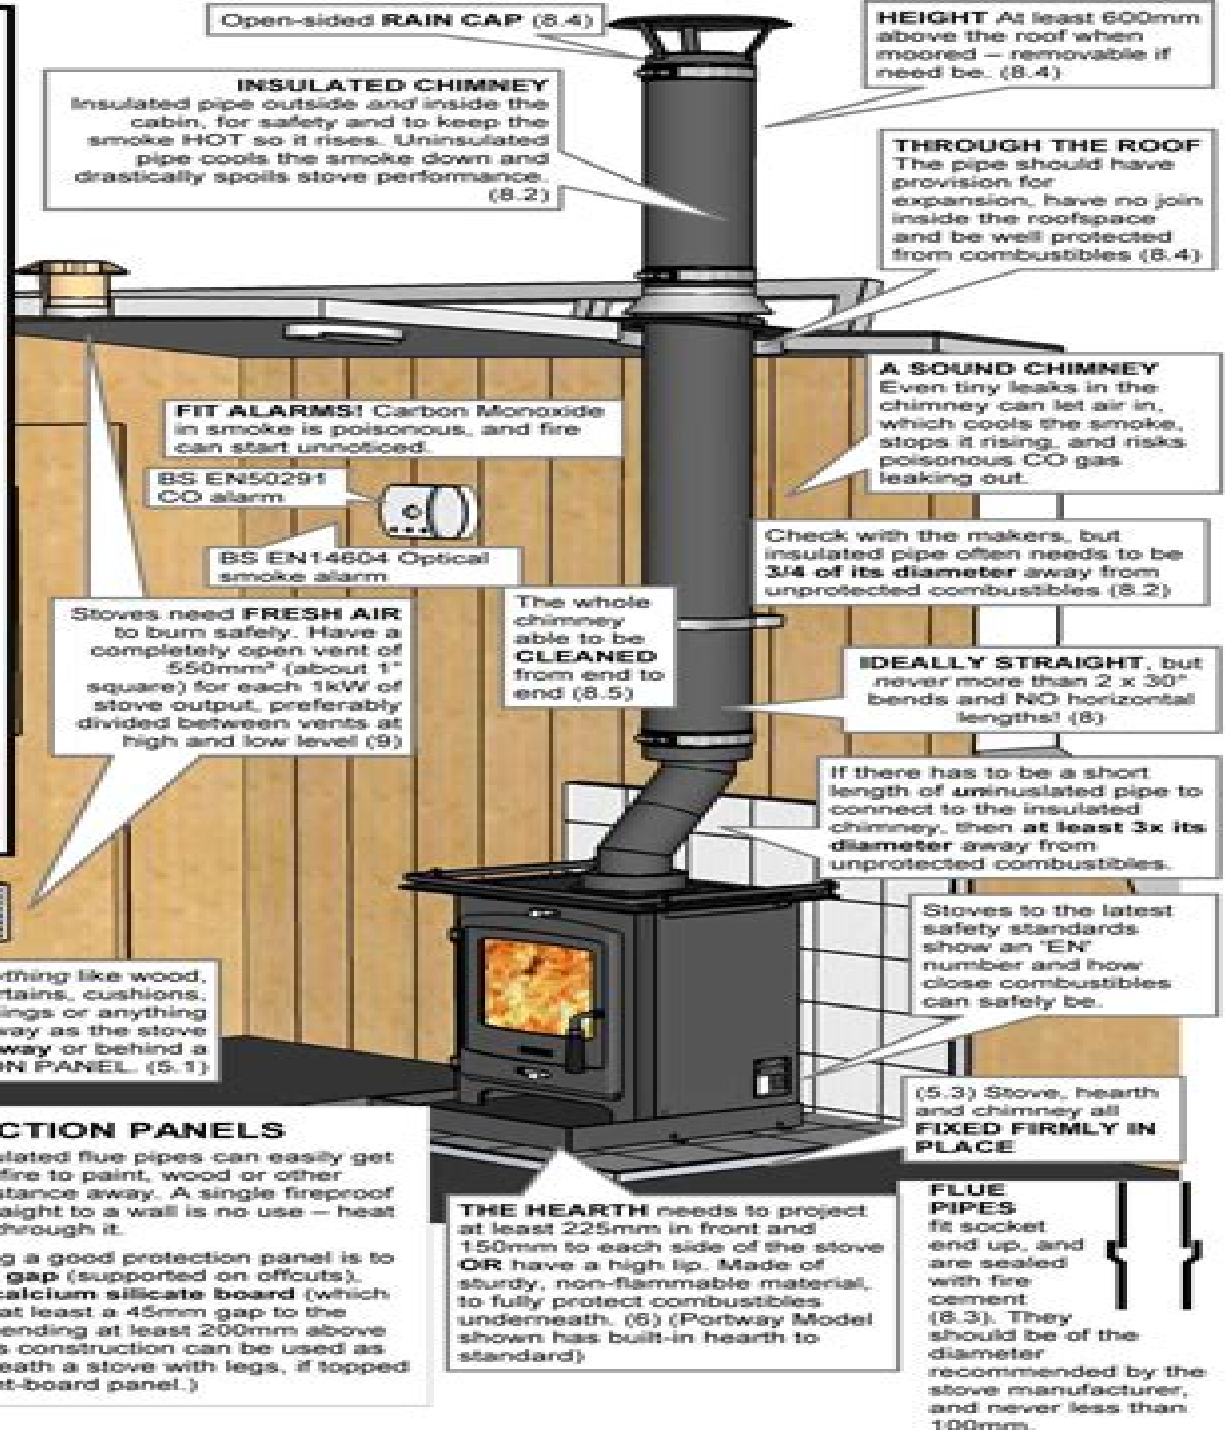 Open-sided RAIN CAP (8.4)
HEIGHT At least 600mm
above the roof when
moored – removable if
need be. (8.4)
INSULATED CHIMNEY
Insulated pipe outside and inside the
cabin, for safety and to keep the
smoke HOT so it rises. Uninsulated
pipe cools the smoke down and
drastically spoils stove performance.
(8.2)
THROUGH THE ROOF
The pipe should have
provision for
expansion, have no join
inside the roofspace
and be well protected
from combustibles (8.4)
A SOUND CHIMNEY
Even tiny leaks in the
chimney can let air in,
which cools the smoke,
stops it rising, and risks
poisonous CO gas
leaking out.
FIT ALARMS! Carbon Monoxide
in smoke is poisonous, and fire
can start unnoticed.
BS EN50291
CO alarm
BS EN14604 Optical
smoke alarm
Check with the makers, but
insulated pipe often needs to be
3/4 of its diameter away from
unprotected combustibles (8.2)
Stoves need FRESH AIR
to burn safely. Have a
completely open vent of
550mm² (about 1"
square) for each 1kW of
stove output, preferably
divided between vents at
high and low level (9)
The whole
chimney
able to be
CLEANED
from end to
end (8.5)
IDEALLY STRAIGHT, but
never more than 2 x 30°
bends and NO horizontal
lengths! (8)
If there has to be a short
length of uninuslated pipe to
connect to the insulated
chimney, then at least 3x its
diameter away from
unprotected combustibles.
Stoves to the latest
safety standards
show an 'EN'
number and how
close combustibles
can safely be.
othing like wood,
rtains, cushions,
ings or anything
way as the stove
way or behind a
ON PANEL. (5.1)
(5.3) Stove, hearth
and chimney all
FIXED FIRMLY IN
PLACE
CTION PANELS
ulated flue pipes can easily get
fire to paint, wood or other
stance away. A single fireproof
aight to a wall is no use – heat
through it.
g a good protection panel is to
gap (supported on offcuts),
calcium silicate board (which
at least a 45mm gap to the
ending at least 200mm above
s construction can be used as
eath a stove with legs, if topped
t-board panel.)
THE HEARTH needs to project
at least 225mm in front and
150mm to each side of the stove
OR have a high lip. Made of
sturdy, non-flammable material,
to fully protect combustibles
underneath. (6) (Portway Model
shown has built-in hearth to
standard)
FLUE
PIPES
fit socket
end up, and
are sealed
with fire
cement
(8.3). They
should be of the
diameter
recommended by the
stove manufacturer,
and never less than
100mm.